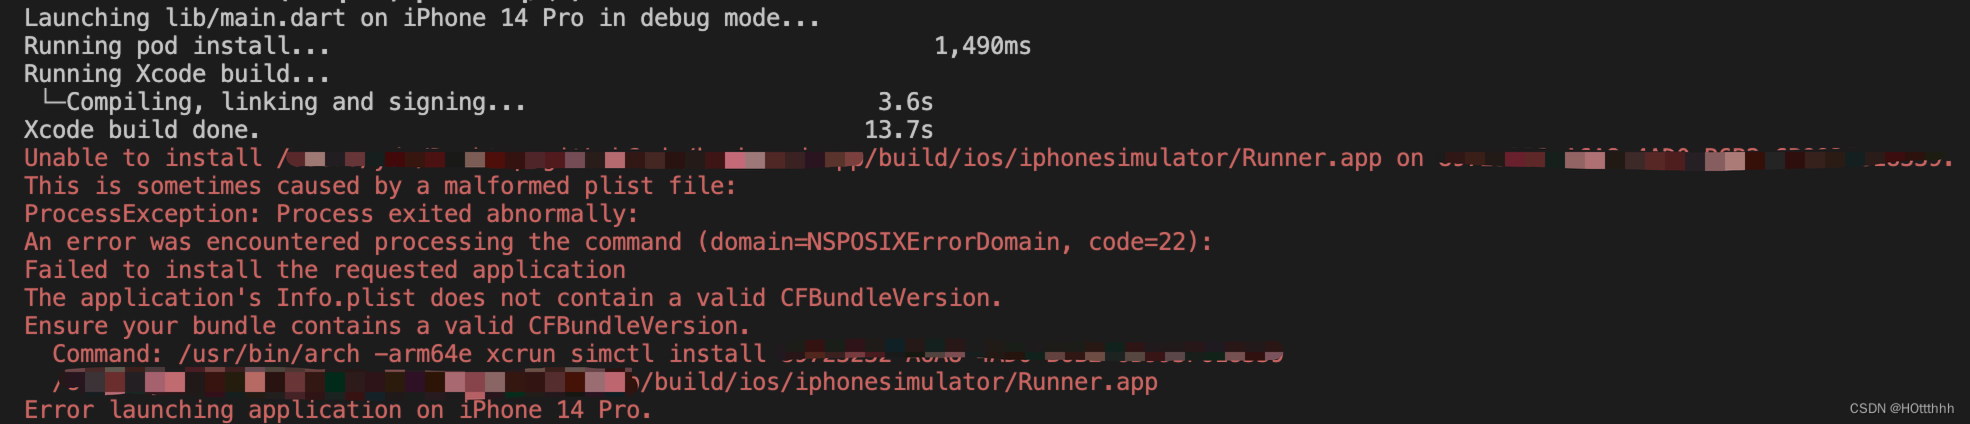 Launching lib/main.dart on iPhone 14 Pro in debug mode...
Running pod install... 1,490ms
Running Xcode build...
└─Compiling, linking and signing... 3.6s
Xcode build done. 13.7s
Unable to install /build/ios/iphonesimulator/Runner.app on
This is sometimes caused by a malformed plist file:
ProcessException: Process exited abnormally:
An error was encountered processing the command (domain=NSPOSIXErrorDomain, code=22):
Failed to install the requested application
The application's Info.plist does not contain a valid CFBundleVersion.
Ensure your bundle contains a valid CFBundleVersion.
Command: /usr/bin/arch -arm64e xcrun simctl install
/build/ios/iphonesimulator/Runner.app
Error launching application on iPhone 14 Pro.
CSDN @HOttthhh